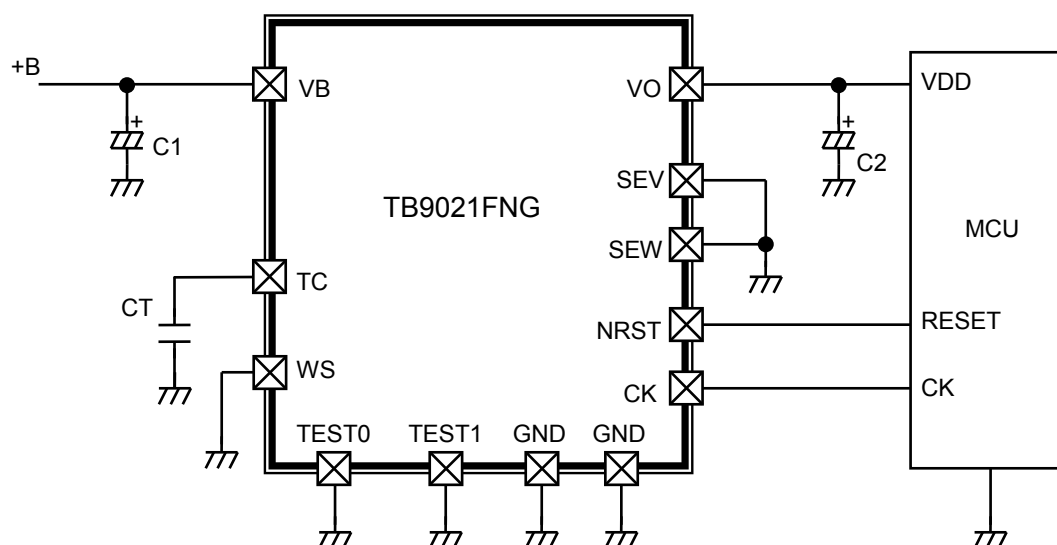 +B
VB
VO
VDD
+
C1
+
C2
SEV
TB9021FNG
SEW
MCU
TC
CT
NRST
RESET
WS
CK
CK
TEST0
TEST1
GND
GND